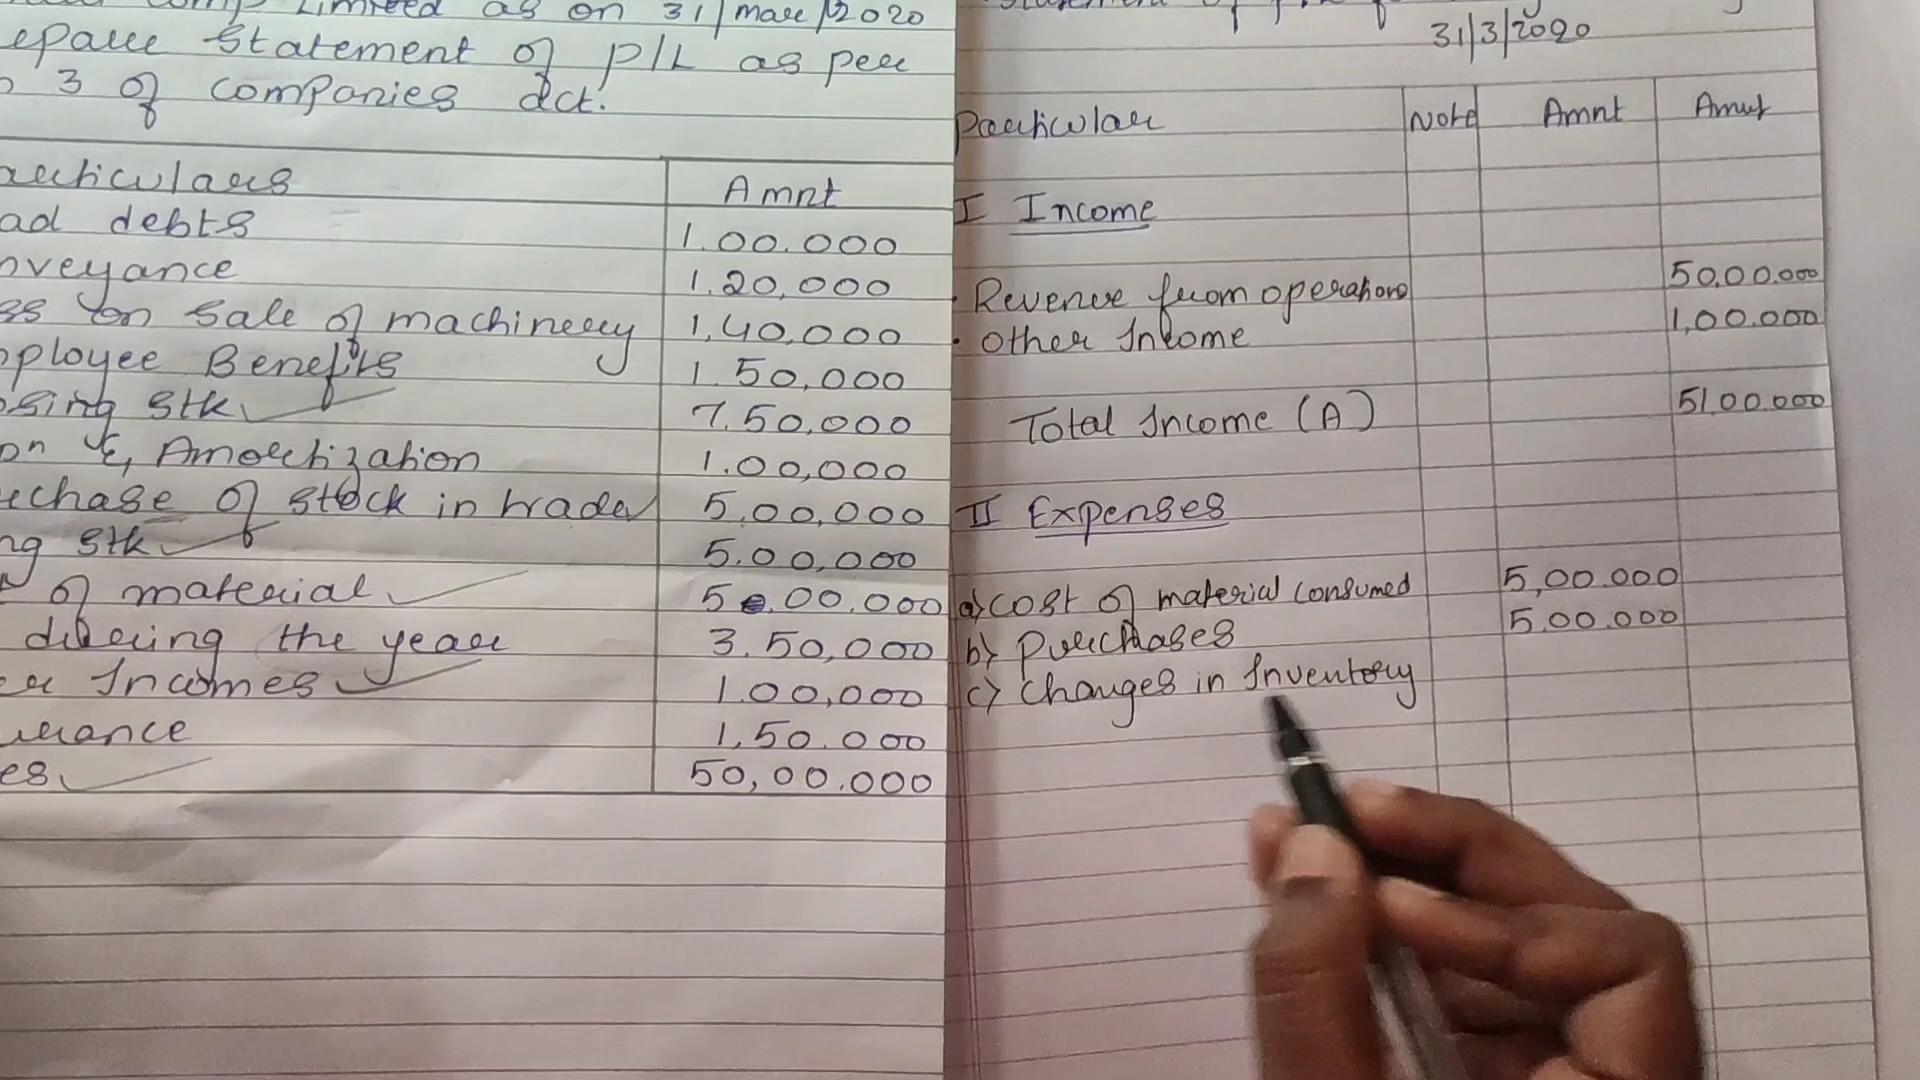 Limited as on 31/mar/2020
epare Statement of P/L as per
3 of companies Act.
articulars Amnt
ad debts 1.00.000
nveyance 1.20,000
ss on Sale of machinery 1,40,000
ployee Benefits 1.50,000
osing stk 7.50,000
on & Amortization 1.00,000
rchase of stock in trade 5,00,000
ng stk 5.00,000
of material 5.00.000
during the year 3.50,000
er Incomes 1.00,000
urance 1,50.000
es 50,00.000
31/3/2020
Particular Note Amnt Amnt
I Income
• Revenue from operations 50,00.000
• Other Income 1,00.000
Total Income (A) 51,00.000
II Expenses
a) Cost of material consumed 5,00.000
b) Purchases 5.00.000
c) Changes in Inventory